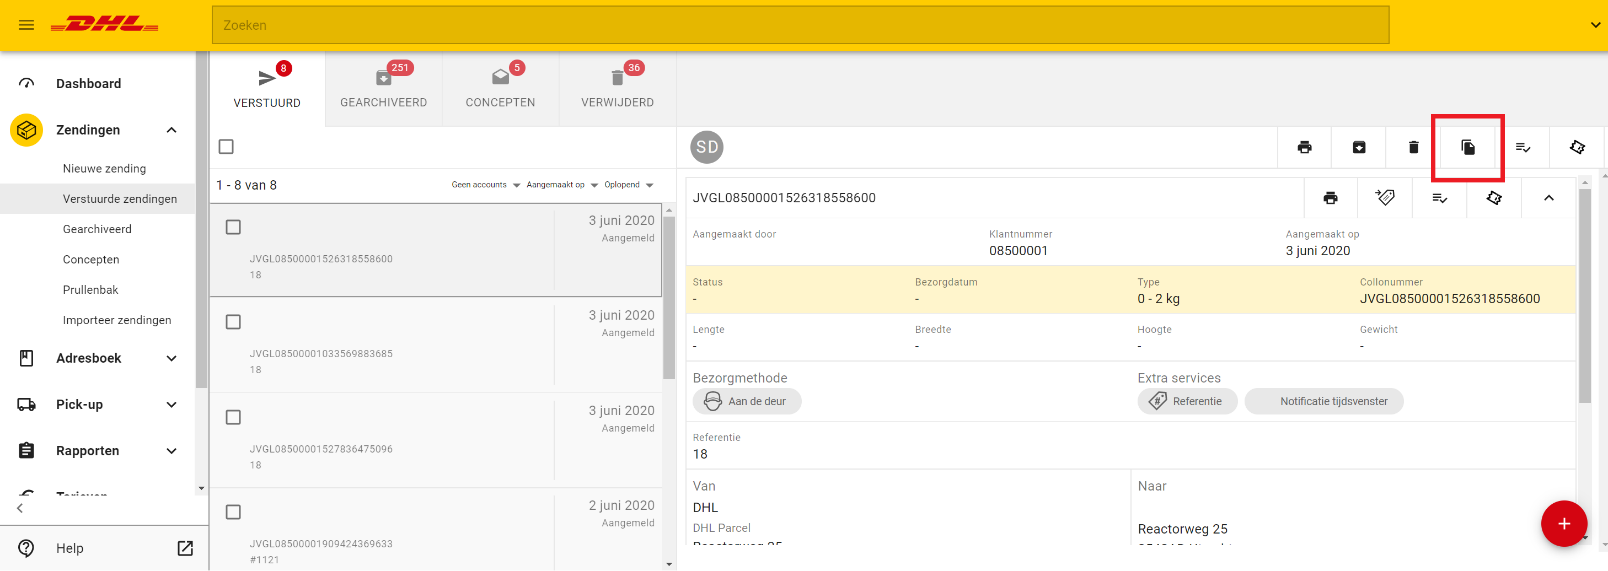 DHL
Zoeken
Dashboard
Zendingen
Nieuwe zending
Verstuurde zendingen
Gearchiveerd
Concepten
Prullenbak
Importeer zendingen
Adresboek
Pick-up
Rapporten
Tarieven
Help
8
VERSTUURD
251
GEARCHIVEERD
5
CONCEPTEN
36
VERWIJDERD
1 - 8 van 8
Geen accounts
Aangemaakt op
Oplopend
3 juni 2020
Aangemeld
JVGL08500001526318558600
18
3 juni 2020
Aangemeld
JVGL08500001033569883685
18
3 juni 2020
Aangemeld
JVGL08500001527836475096
18
2 juni 2020
Aangemeld
JVGL08500001909424369633
#1121
SD
JVGL08500001526318558600
Aangemaakt door
Klantnummer
08500001
Aangemaakt op
3 juni 2020
Status
-
Bezorgdatum
-
Type
0 - 2 kg
Collonummer
JVGL08500001526318558600
Lengte
-
Breedte
-
Hoogte
-
Gewicht
-
Bezorgmethode
Aan de deur
Extra services
Referentie
Notificatie tijdsvenster
Referentie
18
Van
DHL
DHL Parcel
Reactorweg 25
Naar
Reactorweg 25